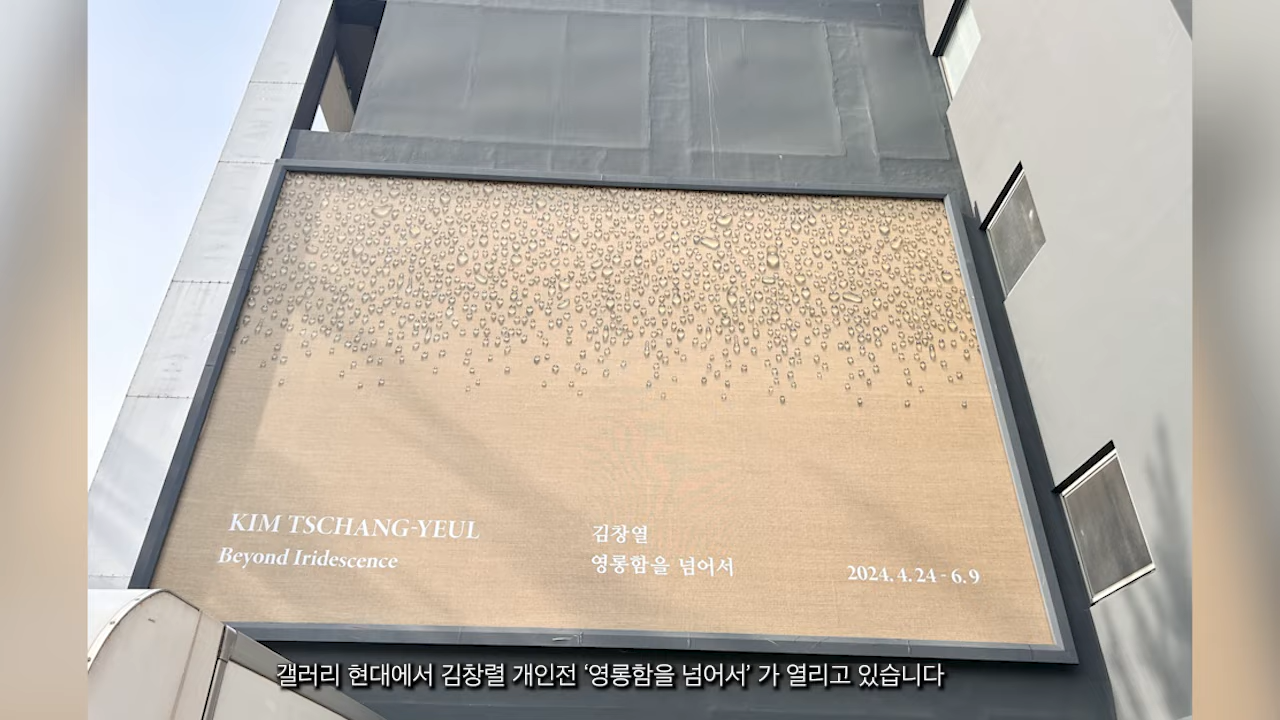 KIM TSCHANG-YEUL
Beyond Iridescence
김창열
영롱함을 넘어서
2024. 4. 24 - 6. 9
갤러리 현대에서 김창렬 개인전 ‘영롱함을 넘어서’ 가 열리고 있습니다